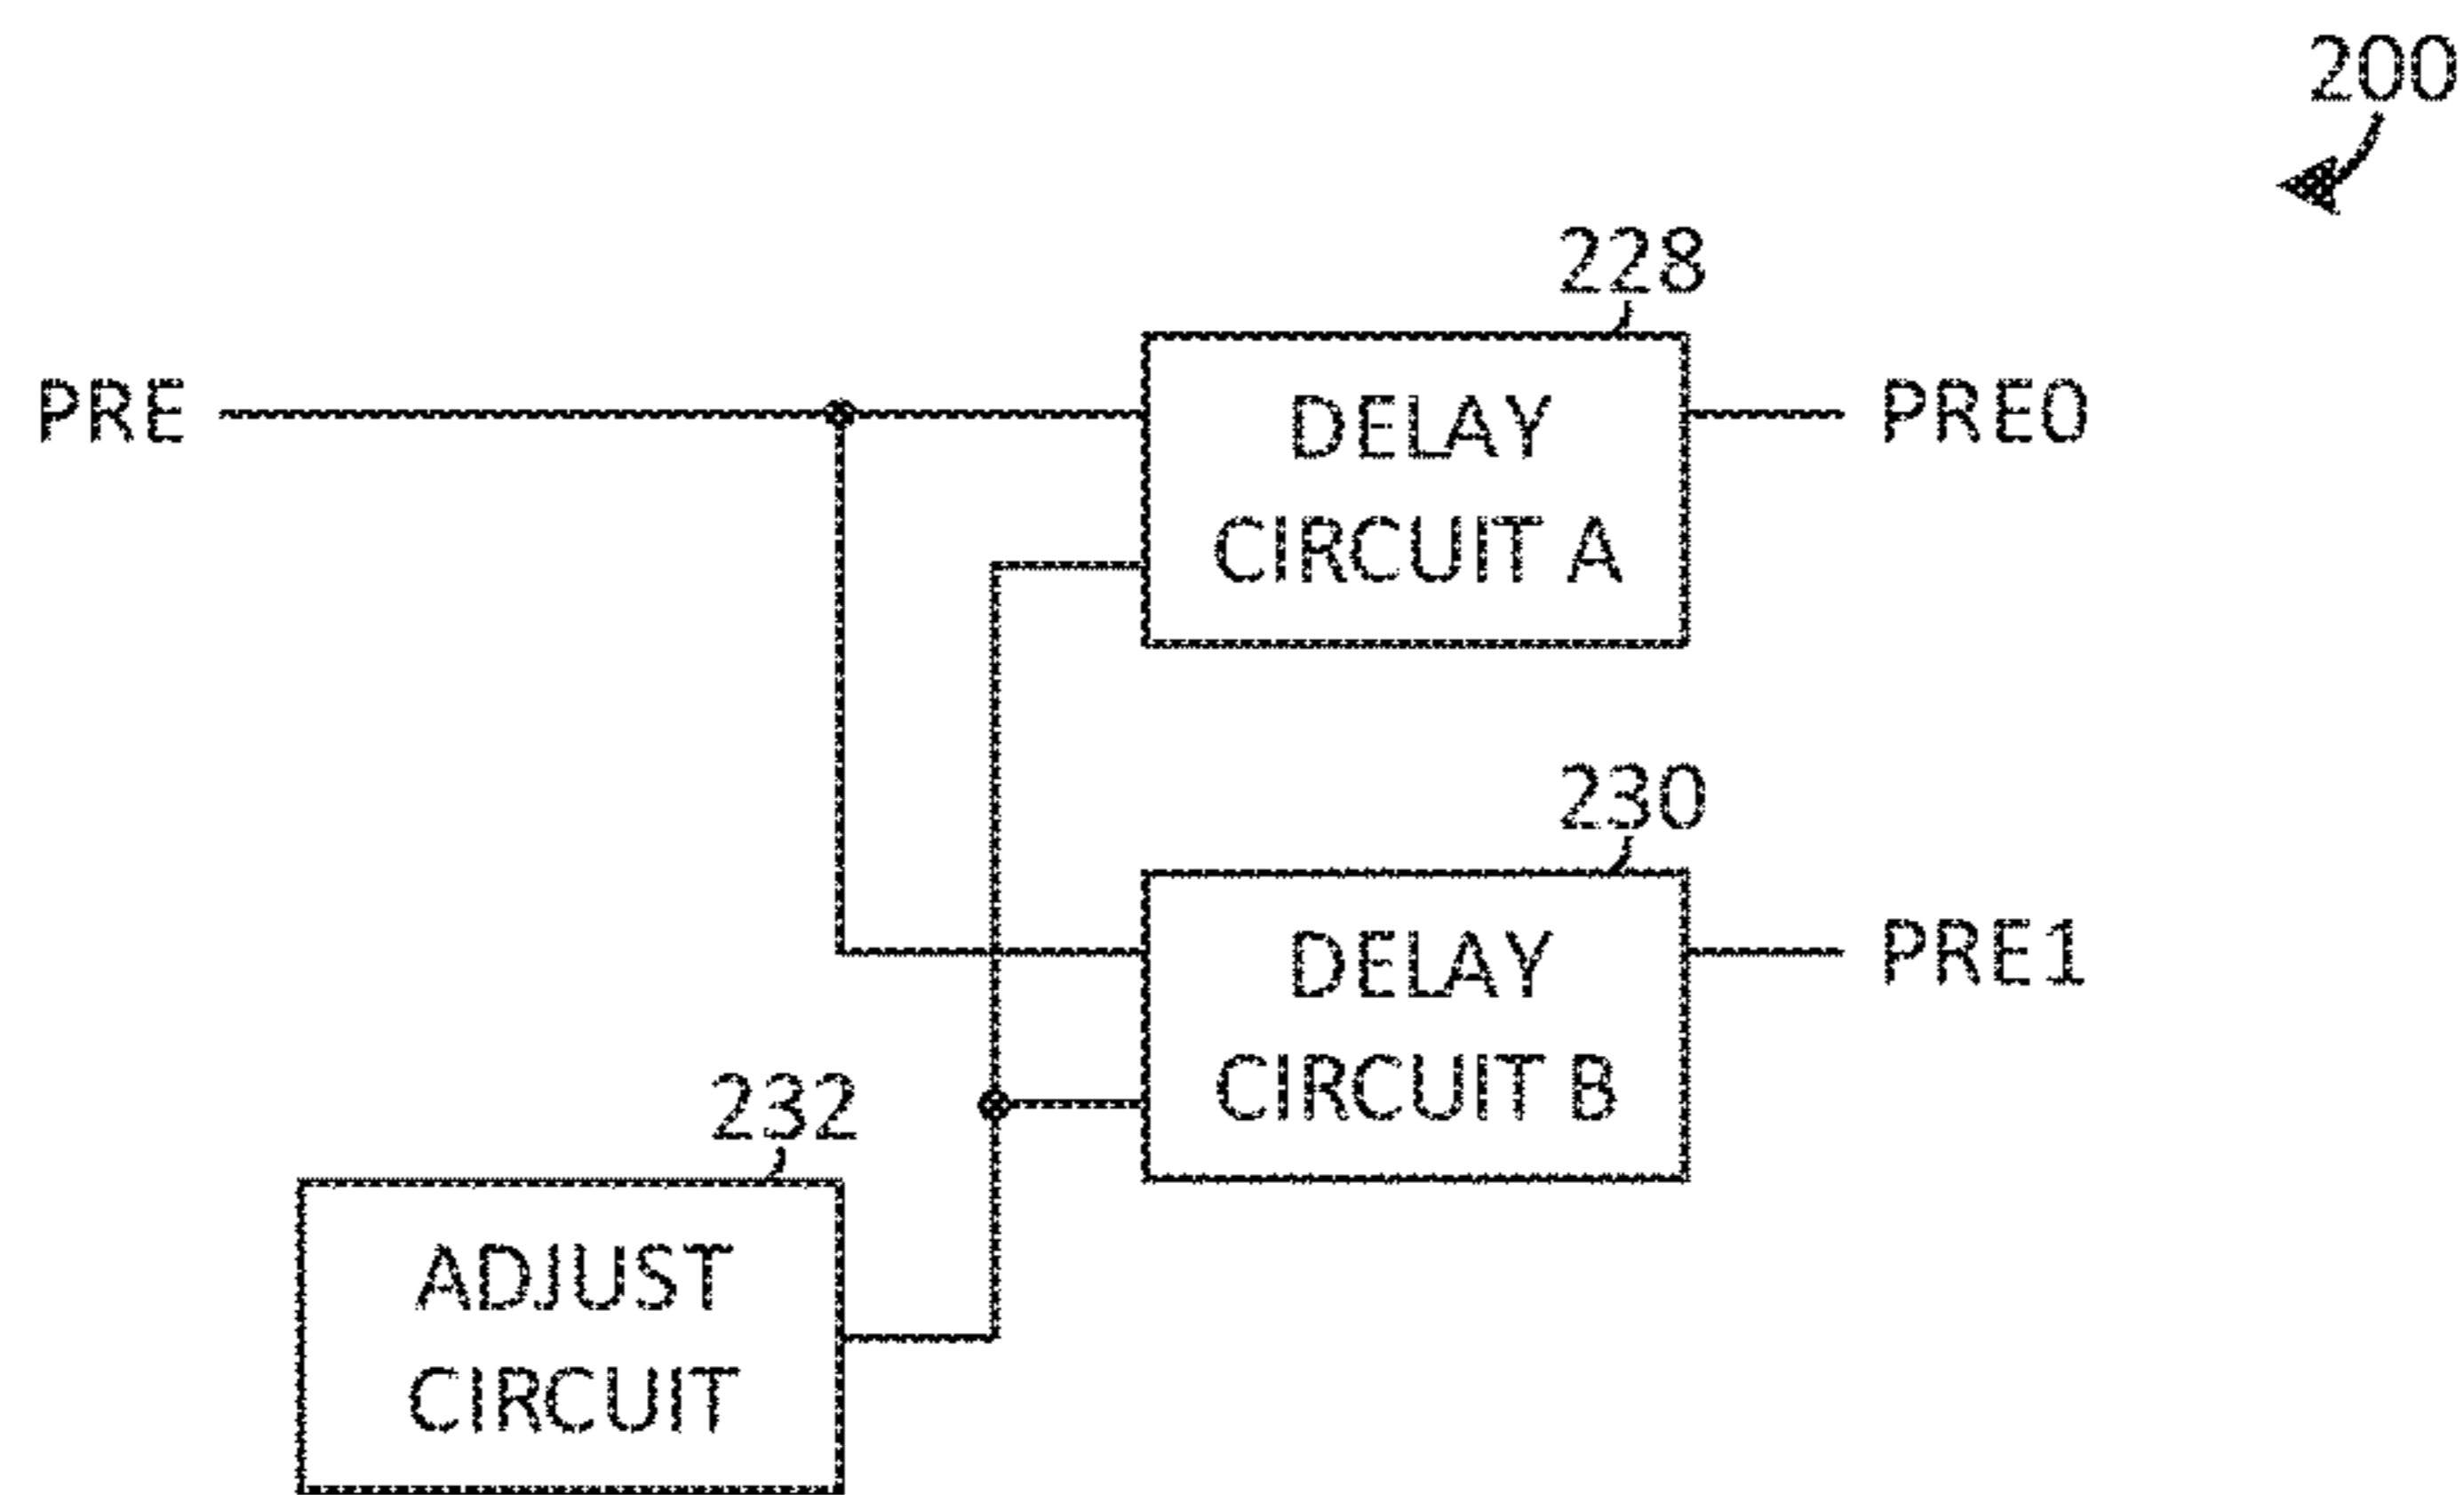 200
228
PRE
DELAY
CIRCUIT A
PRE0
230
DELAY
CIRCUIT B
PRE1
232
ADJUST
CIRCUIT